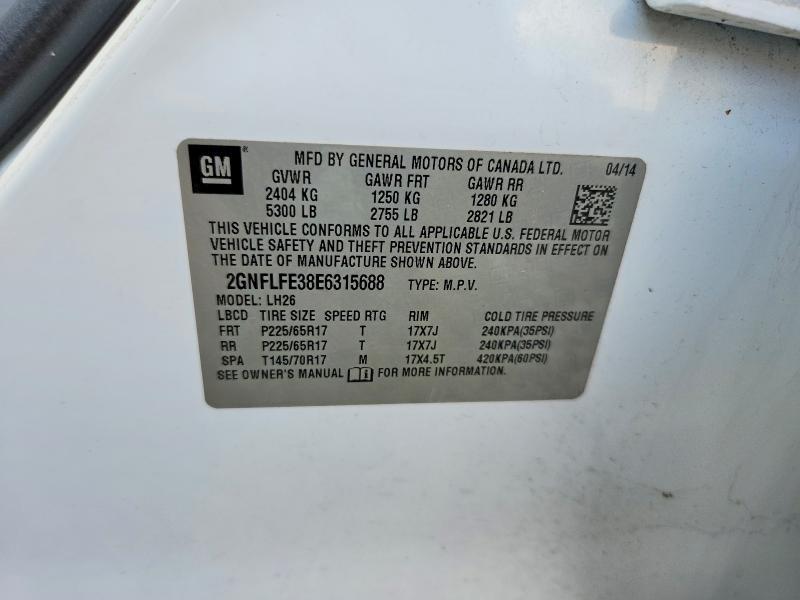 GM ® MFD BY GENERAL MOTORS OF CANADA LTD. 04/14
GVWR GAWR FRT GAWR RR
2404 KG 1250 KG 1280 KG
5300 LB 2755 LB 2821 LB
THIS VEHICLE CONFORMS TO ALL APPLICABLE U.S. FEDERAL MOTOR
VEHICLE SAFETY AND THEFT PREVENTION STANDARDS IN EFFECT ON
THE DATE OF MANUFACTURE SHOWN ABOVE.
2GNFLFE38E6315688 TYPE: M.P.V.
MODEL: LH26
LBCD TIRE SIZE SPEED RTG RIM COLD TIRE PRESSURE
FRT P225/65R17 T 17X7J 240KPA(35PSI)
RR P225/65R17 T 17X7J 240KPA(35PSI)
SPA T145/70R17 M 17X4.5T 420KPA(60PSI)
SEE OWNER'S MANUAL i FOR MORE INFORMATION.